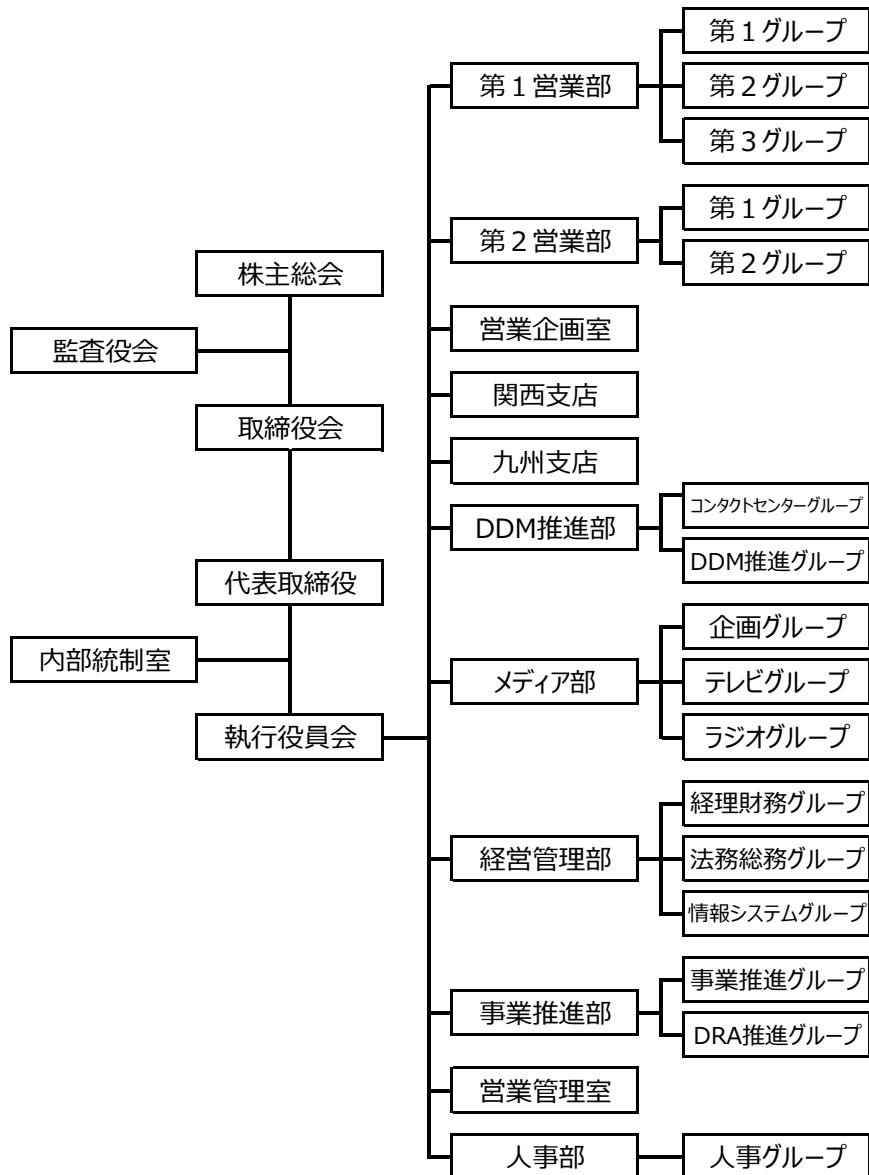 株主総会
監査役会
取締役会
代表取締役
内部統制室
執行役員会
第１営業部
第１グループ
第２グループ
第３グループ
第２営業部
第１グループ
第２グループ
営業企画室
関西支店
九州支店
DDM推進部
コンタクトセンターグループ
DDM推進グループ
メディア部
企画グループ
テレビグループ
ラジオグループ
経営管理部
経理財務グループ
法務総務グループ
情報システムグループ
事業推進部
事業推進グループ
DRA推進グループ
営業管理室
人事部
人事グループ